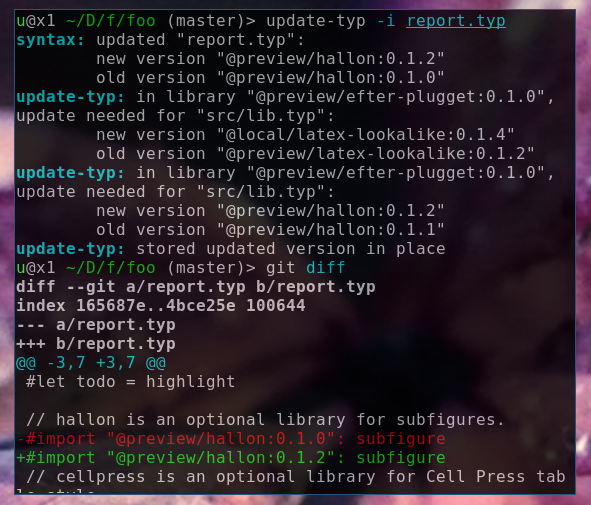 u@x1 ~/D/f/foo (master)> update-typ -i report.typ
syntax: updated "report.typ":
        new version "@preview/hallon:0.1.2"
        old version "@preview/hallon:0.1.0"
update-typ: in library "@preview/efter-plugget:0.1.0",
update needed for "src/lib.typ":
        new version "@local/latex-lookalike:0.1.4"
        old version "@preview/latex-lookalike:0.1.2"
update-typ: in library "@preview/efter-plugget:0.1.0",
update needed for "src/lib.typ":
        new version "@preview/hallon:0.1.2"
        old version "@preview/hallon:0.1.1"
update-typ: stored updated version in place
u@x1 ~/D/f/foo (master)> git diff
diff --git a/report.typ b/report.typ
index 165687e..4bce25e 100644
--- a/report.typ
+++ b/report.typ
@@ -3,7 +3,7 @@
 #let todo = highlight

 // hallon is an optional library for subfigures.
-#import "@preview/hallon:0.1.0": subfigure
+#import "@preview/hallon:0.1.2": subfigure
 // cellpress is an optional library for Cell Press tab
le style